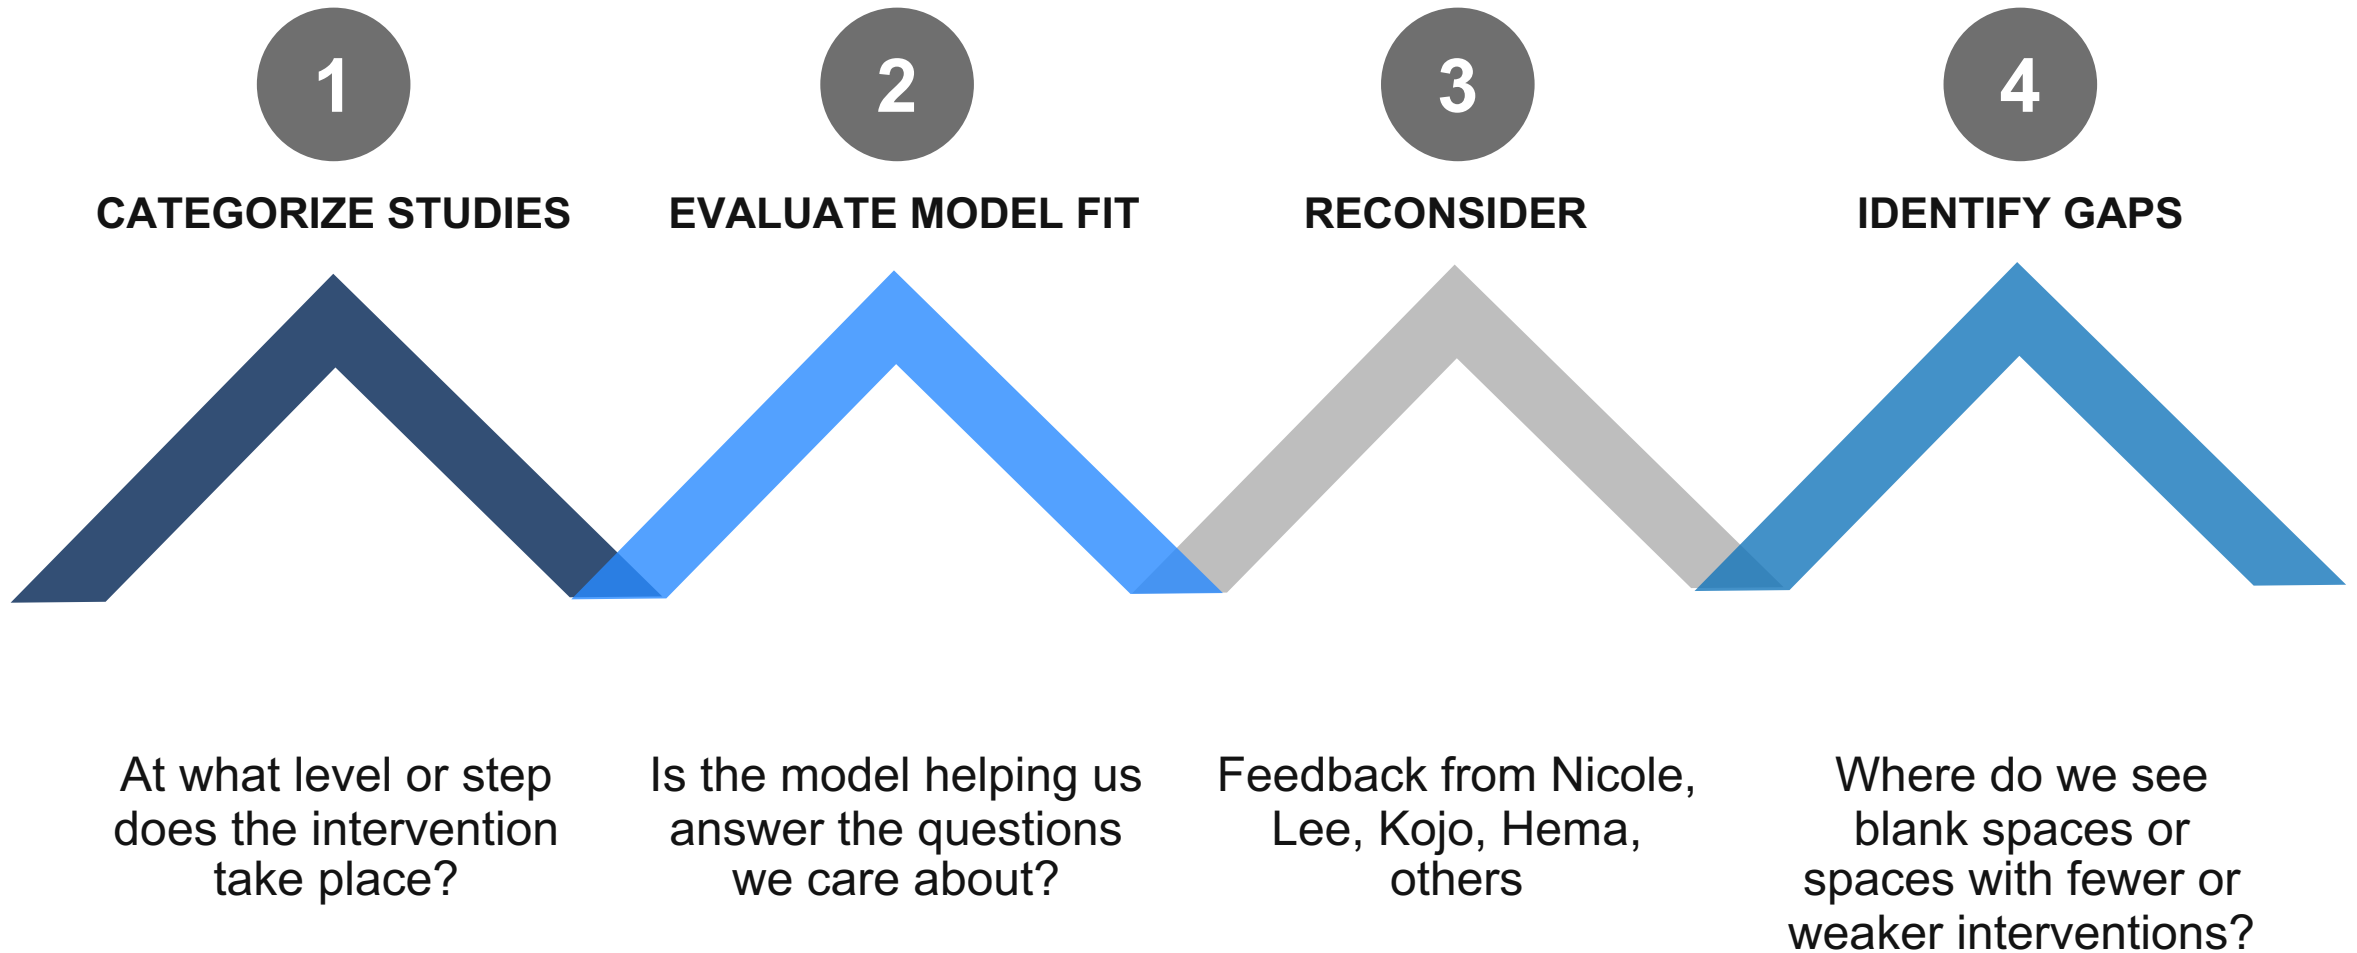 1
CATEGORIZE STUDIES
At what level or step
does the intervention
take place?
2
EVALUATE MODEL FIT
Is the model helping us
answer the questions
we care about?
3
RECONSIDER
Feedback from Nicole,
Lee, Kojo, Hema,
others
4
IDENTIFY GAPS
Where do we see
blank spaces or
spaces with fewer or
weaker interventions?